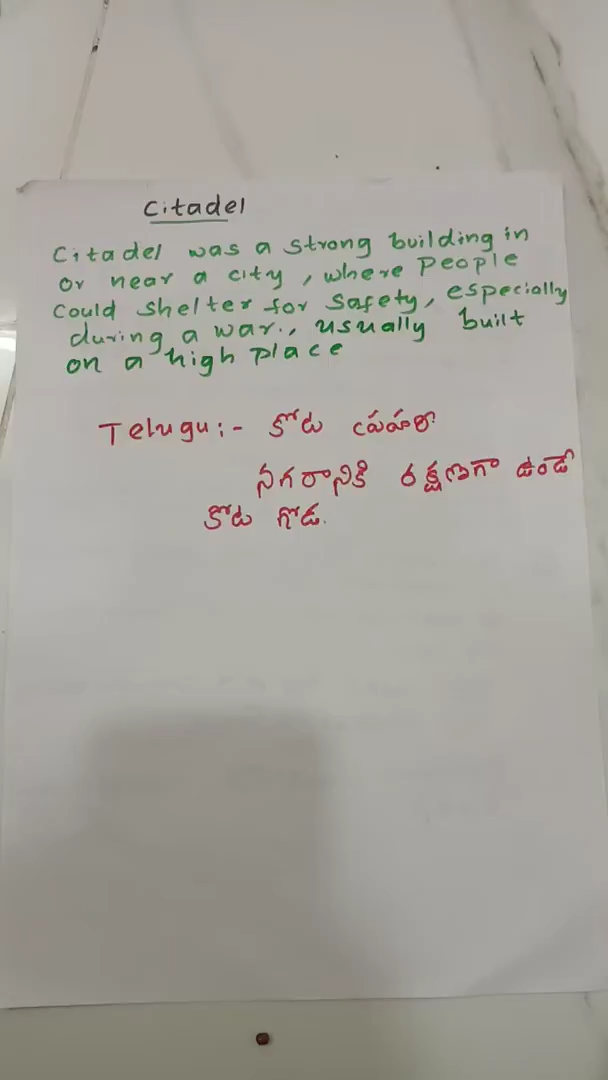 Citadel
Citadel was a strong building in
or near a city, where people
could shelter for safety, especially
during a war., usually built
on a high place
Telugu:- కోట
నగరానికి రక్షణగా ఉండే
కోట గోడ.